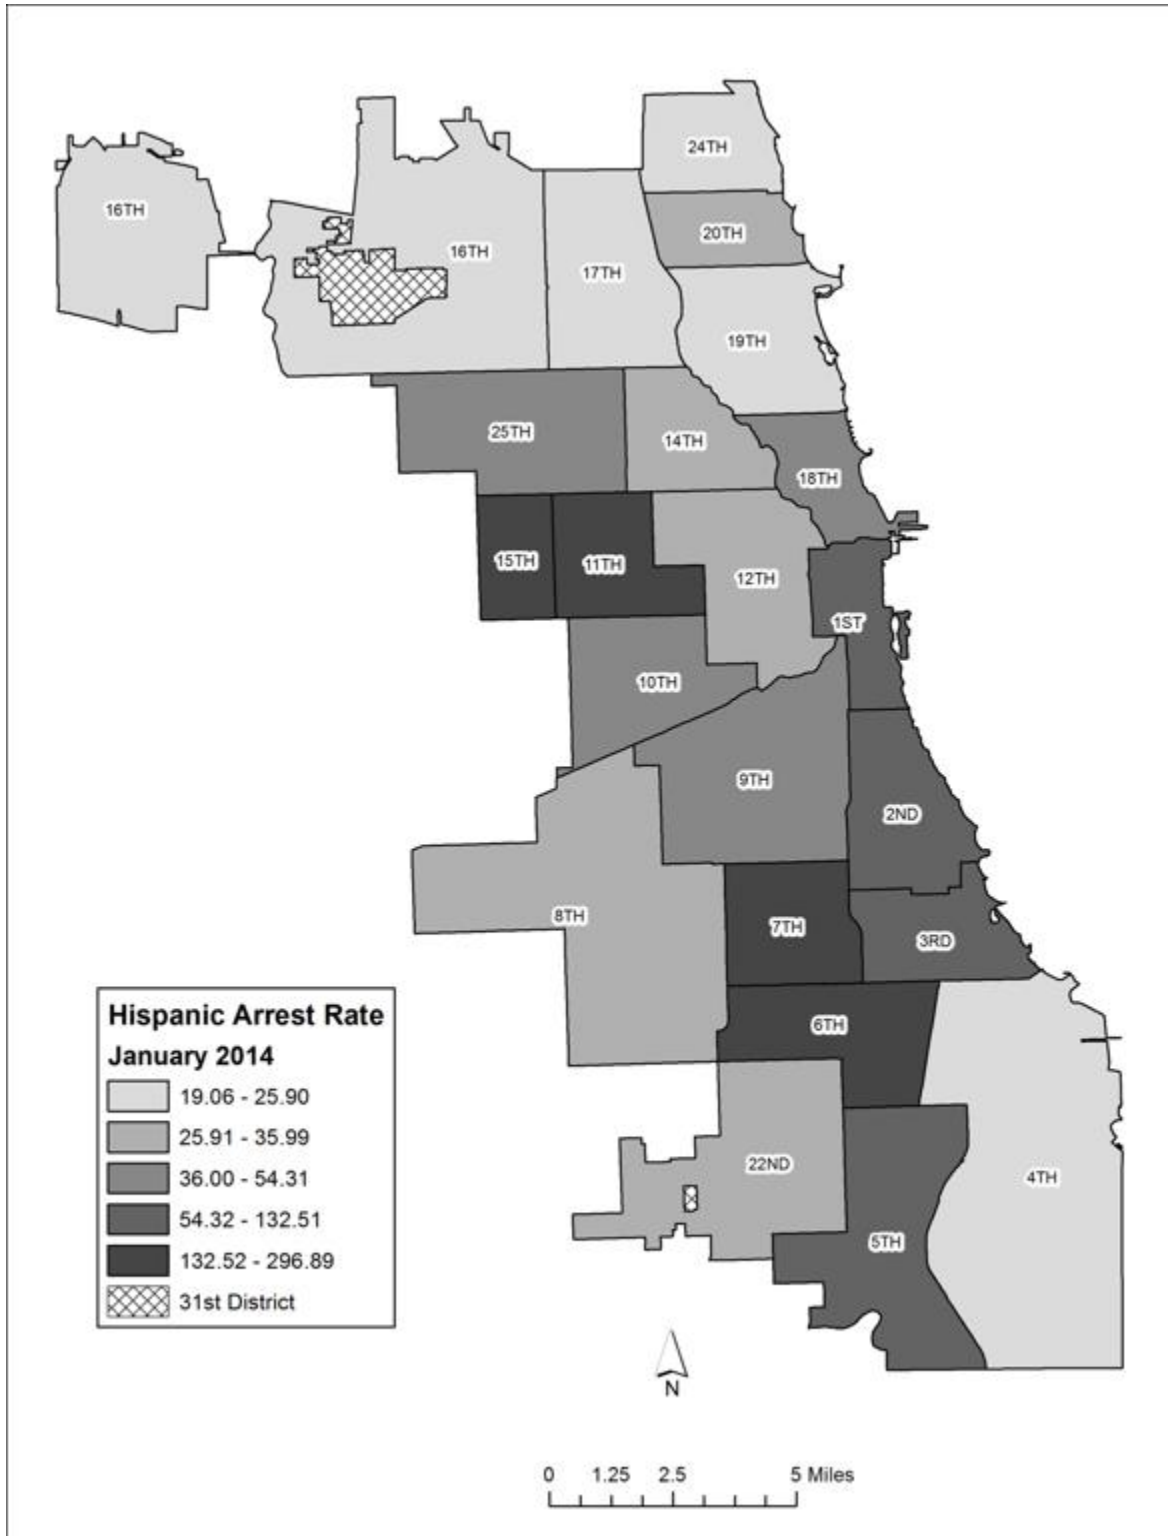 24TH
16TH
20TH
16TH
17TH
19TH
25TH
14TH
18TH
15TH
11TH
12TH
1ST
10TH
9TH
2ND
8TH
7TH
3RD
6TH
22ND
4TH
5TH
Hispanic Arrest Rate
January 2014
19.06 - 25.90
25.91 - 35.99
36.00 - 54.31
54.32 - 132.51
132.52 - 296.89
31st District
N
0 1.25 2.5 5 Miles